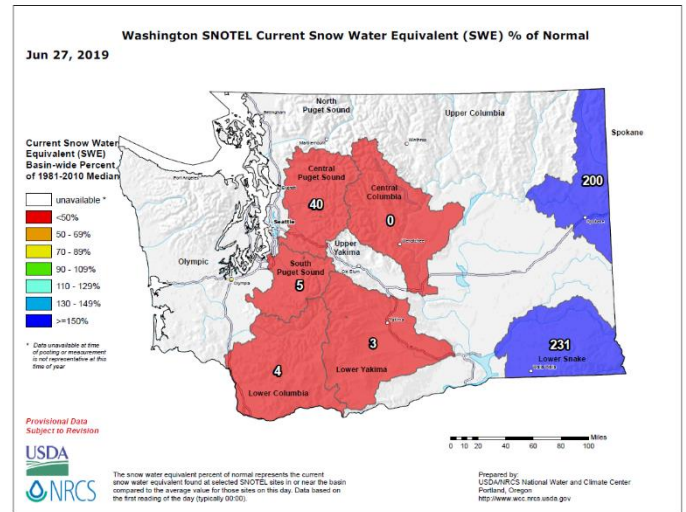 Washington SNOTEL Current Snow Water Equivalent (SWE) % of Normal
Jun 27, 2019
Current Snow Water
Equivalent (SWE)
Basin-wide Percent
of 1981-2010 Median
unavailable *
<50%
50 - 69%
70 - 89%
90 - 109%
110 - 129%
130 - 149%
>=150%
* Data unavailable at time
of posting or measurement
is not representative at this
time of year
Provisional Data
Subject to Revision
North
Puget Sound
Bellingham
Upper Columbia
Spokane
200
Spokane
Port Angeles
Central
Puget Sound
40
Everett
Seattle
Central
Columbia
0
Wenatchee
Olympic
Olympia
Upper
Yakima
South
Puget Sound
5
Yakima
3
Lower Yakima
4
Lower Columbia
231
Lower Snake
Miles
0 10 20 40 60 80 100
USDA
NRCS
The snow water equivalent percent of normal represents the current
snow water equivalent found at selected SNOTEL sites in or near the basin
compared to the average value for those sites on this day. Data based on
the first reading of the day (typically 00:00).
Prepared by:
USDA/NRCS National Water and Climate Center
Portland, Oregon
http://www.wcc.nrcs.usda.gov